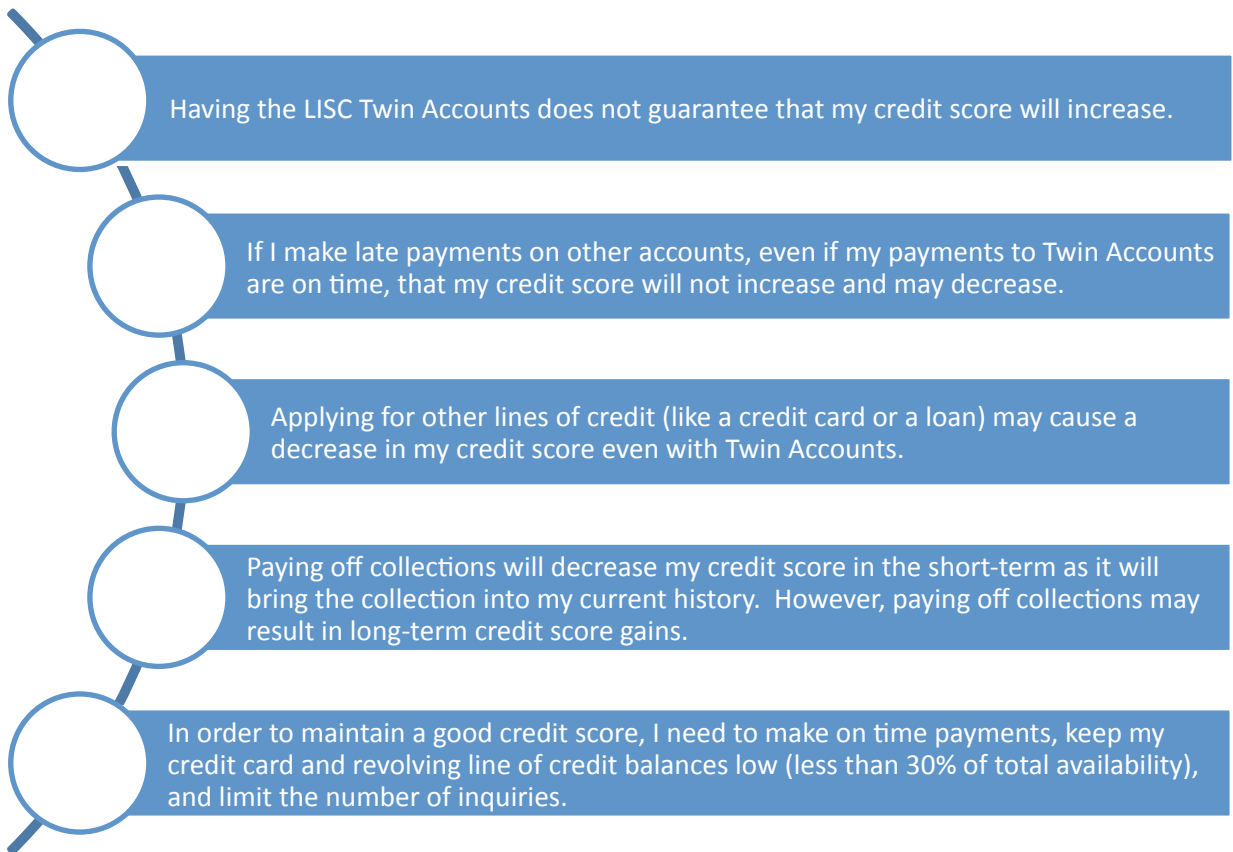 Having the LISC Twin Accounts does not guarantee that my credit score will increase.
If I make late payments on other accounts, even if my payments to Twin Accounts
are on time, that my credit score will not increase and may decrease.
Applying for other lines of credit (like a credit card or a loan) may cause a
decrease in my credit score even with Twin Accounts.
Paying off collections will decrease my credit score in the short-term as it will
bring the collection into my current history.  However, paying off collections may
result in long-term credit score gains.
In order to maintain a good credit score, I need to make on time payments, keep my
credit card and revolving line of credit balances low (less than 30% of total availability),
and limit the number of inquiries.